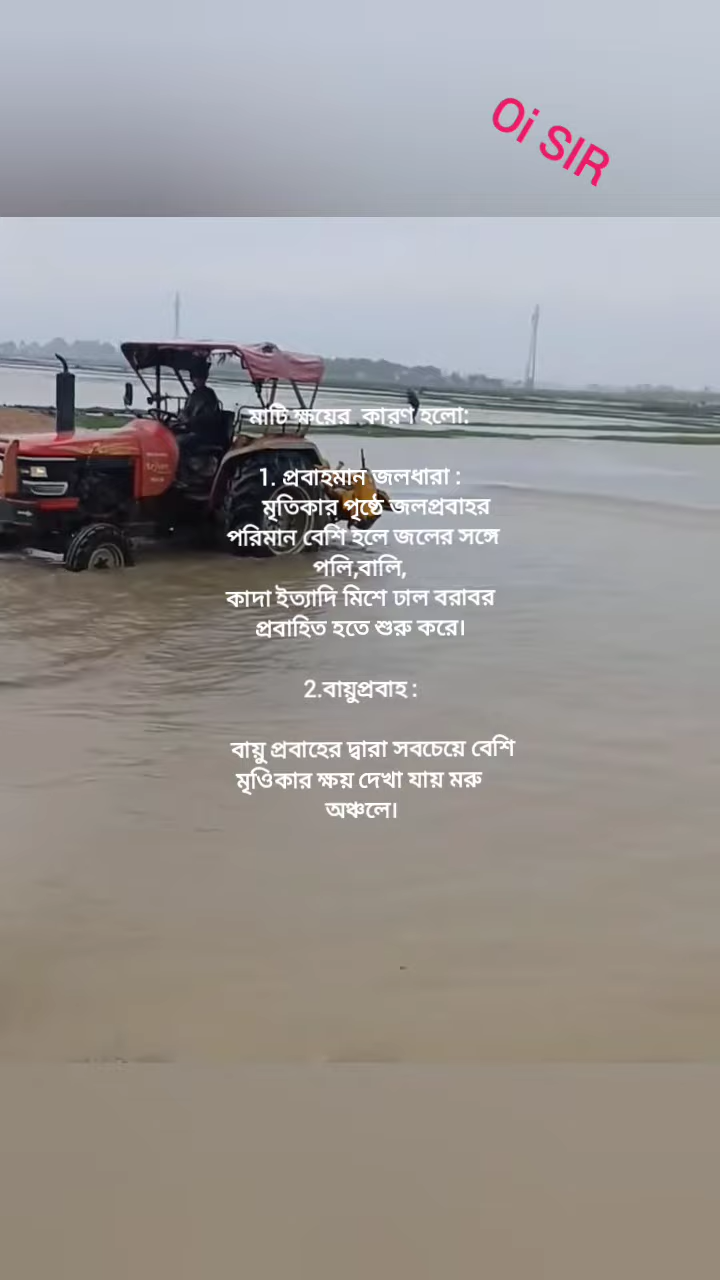 Oi SIR
মাটি ক্ষয়ের কারণ হলো:
1. প্রবাহমান জলধারা :
মৃতিকার পৃষ্ঠে জলপ্রবাহর
পরিমান বেশি হলে জলের সঙ্গে
পলি,বালি,
কাদা ইত্যাদি মিশে ঢাল বরাবর
প্রবাহিত হতে শুরু করে।
2.বায়ুপ্রবাহ :
বায়ু প্রবাহের দ্বারা সবচেয়ে বেশি
মৃওিকার ক্ষয় দেখা যায় মরু
অঞ্চলে।